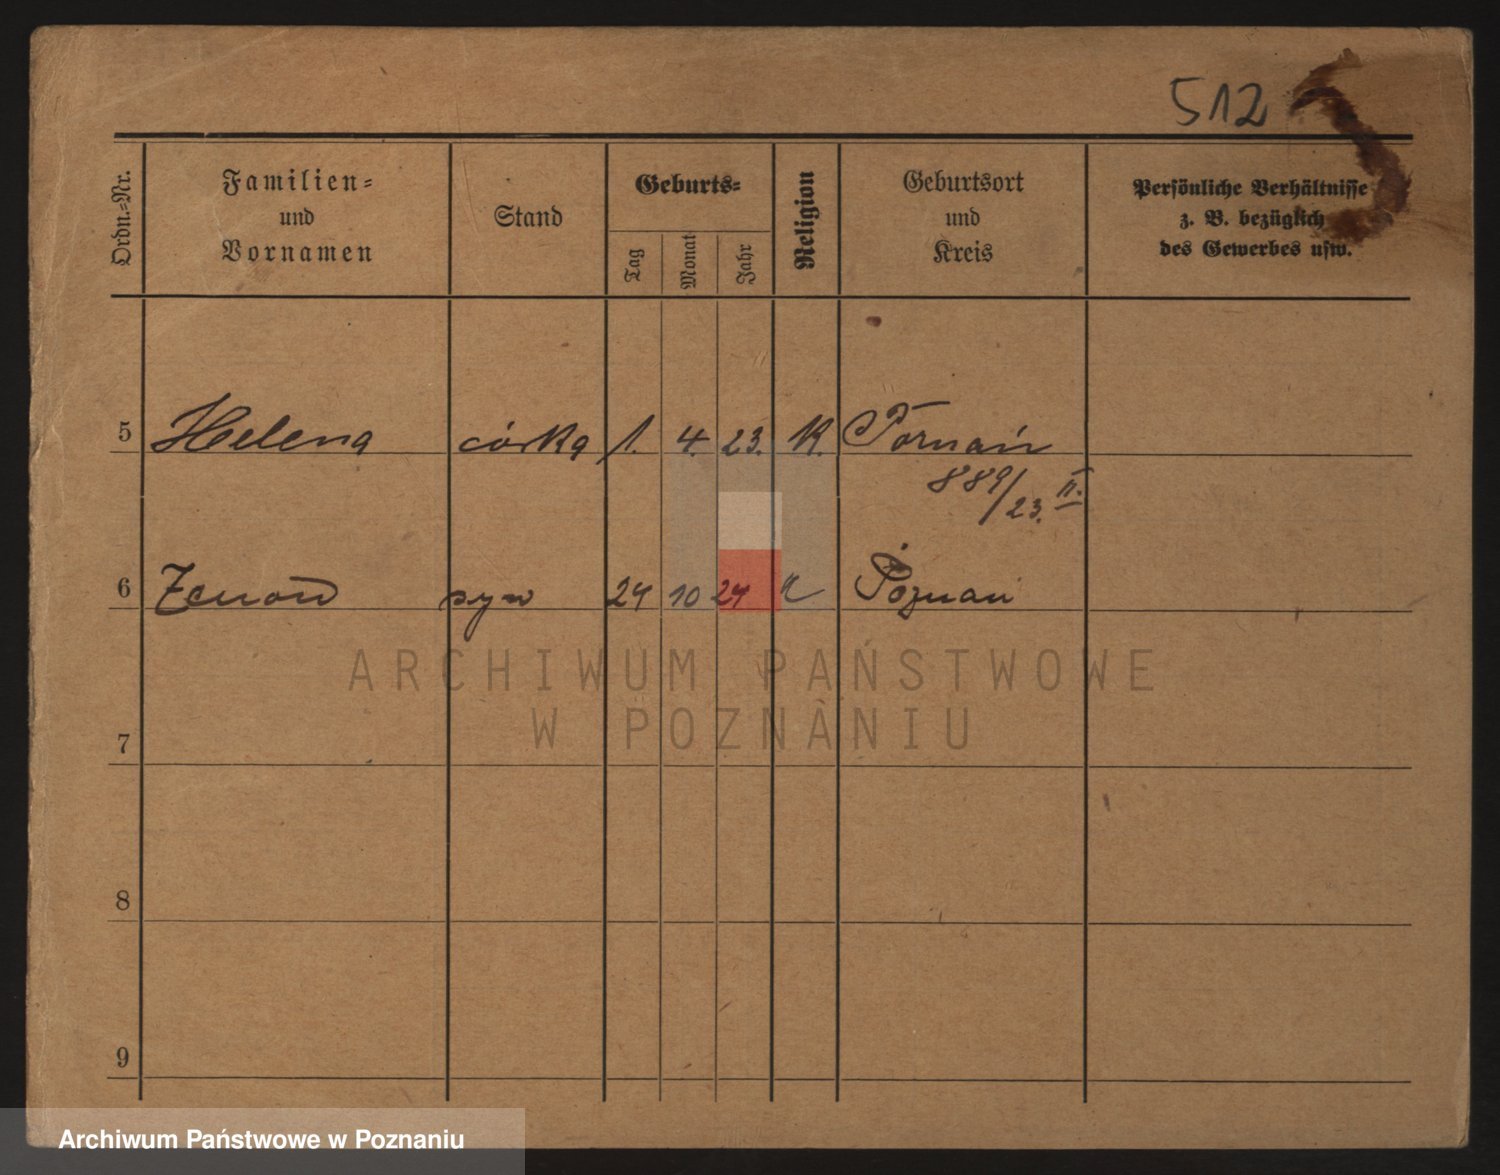 512
Ordn.-Nr.
Familien-
und
Vornamen
Stand
Geburts-
Tag
Monat
Jahr
Religion
Geburtsort
und
Kreis
Persönliche Verhältnisse
z. B. bezüglich
des Gewerbes usw.
5 Helena córka 1. 4. 23. K. Poznań
889/23. II.
6 Zenon syn 24 10 24 K Poznań
ARCHIWUM PAŃSTWOWE
W POZNANIU
7
8
9
Archiwum Państwowe w Poznaniu